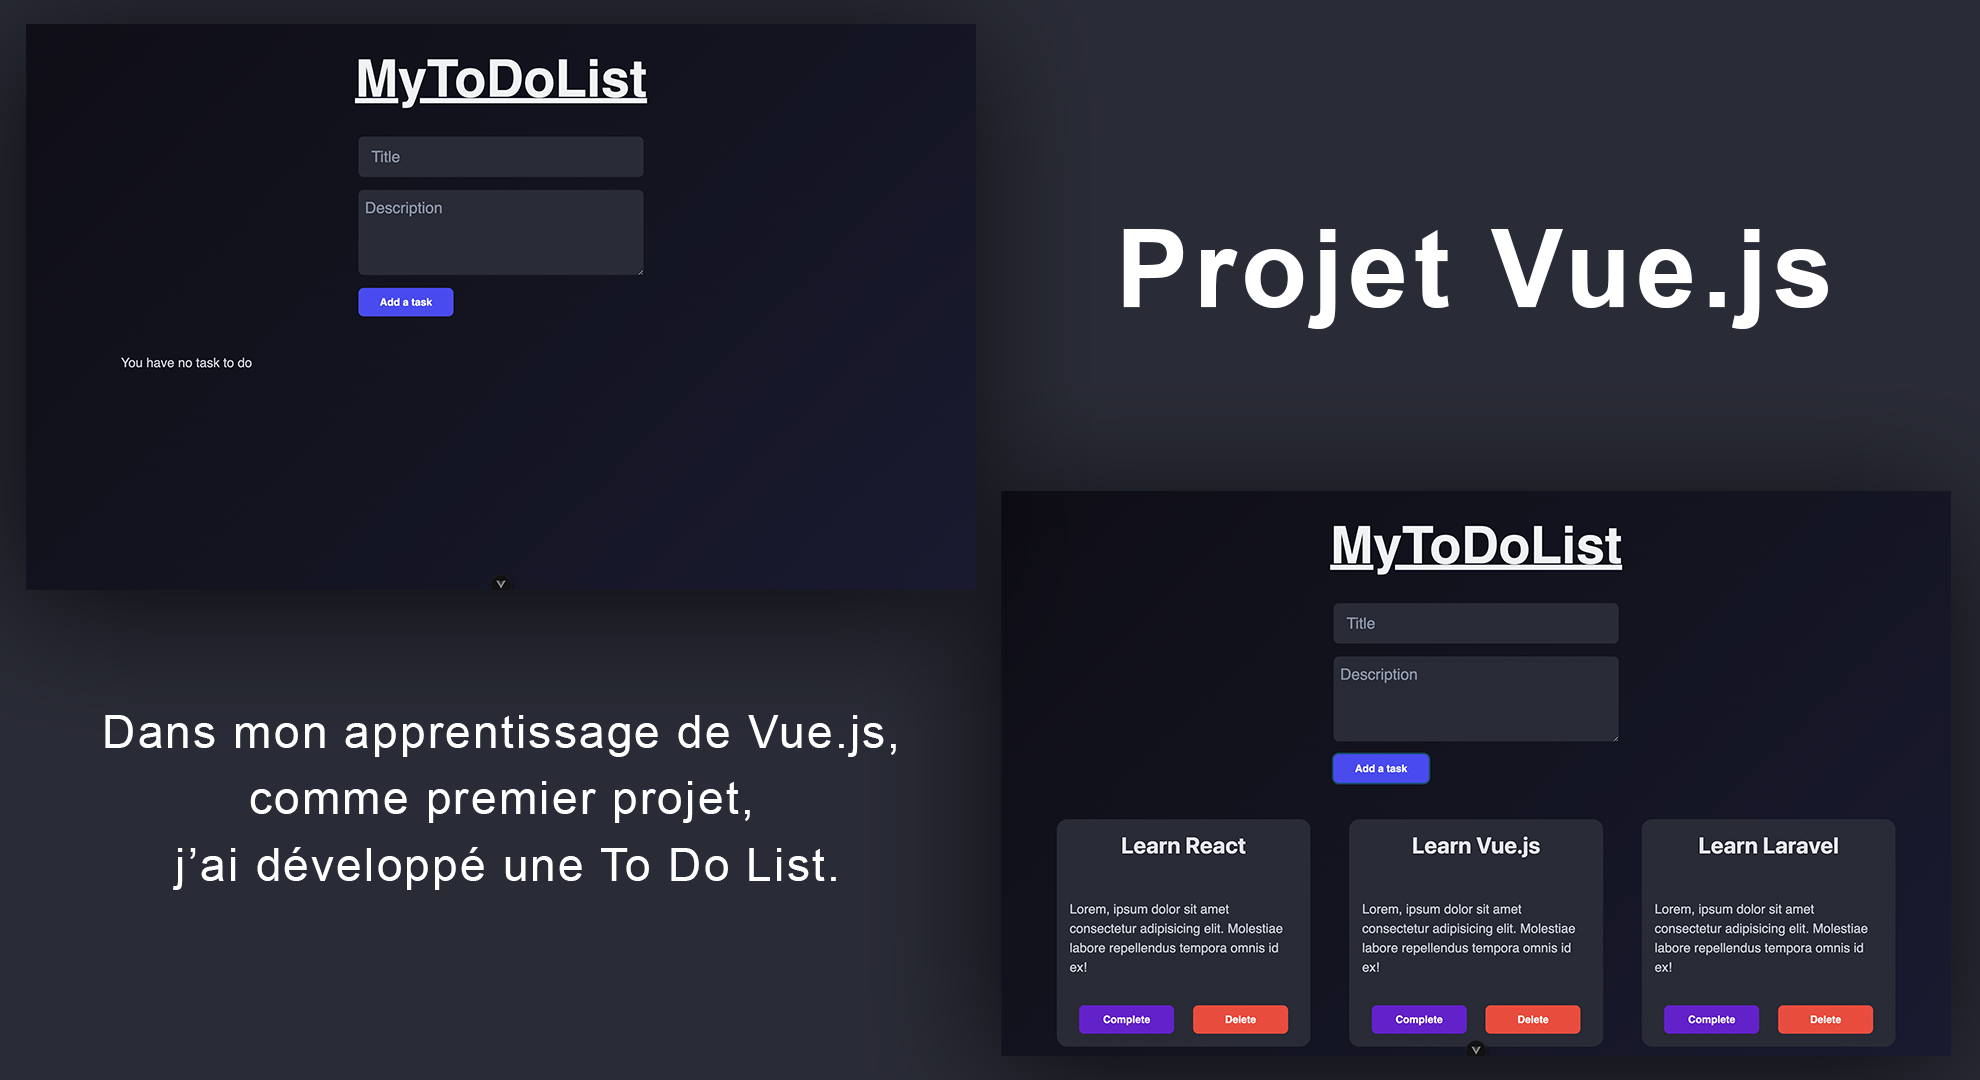 MyToDoList
Title
Description
Add a task
You have no task to do
Projet Vue.js
Dans mon apprentissage de Vue.js,
comme premier projet,
j’ai développé une To Do List.
MyToDoList
Title
Description
Add a task
Learn React
Lorem, ipsum dolor sit amet
consectetur adipisicing elit. Molestiae
labore repellendus tempora omnis id
ex!
Complete
Delete
Learn Vue.js
Lorem, ipsum dolor sit amet
consectetur adipisicing elit. Molestiae
labore repellendus tempora omnis id
ex!
Complete
Delete
Learn Laravel
Lorem, ipsum dolor sit amet
consectetur adipisicing elit. Molestiae
labore repellendus tempora omnis id
ex!
Complete
Delete